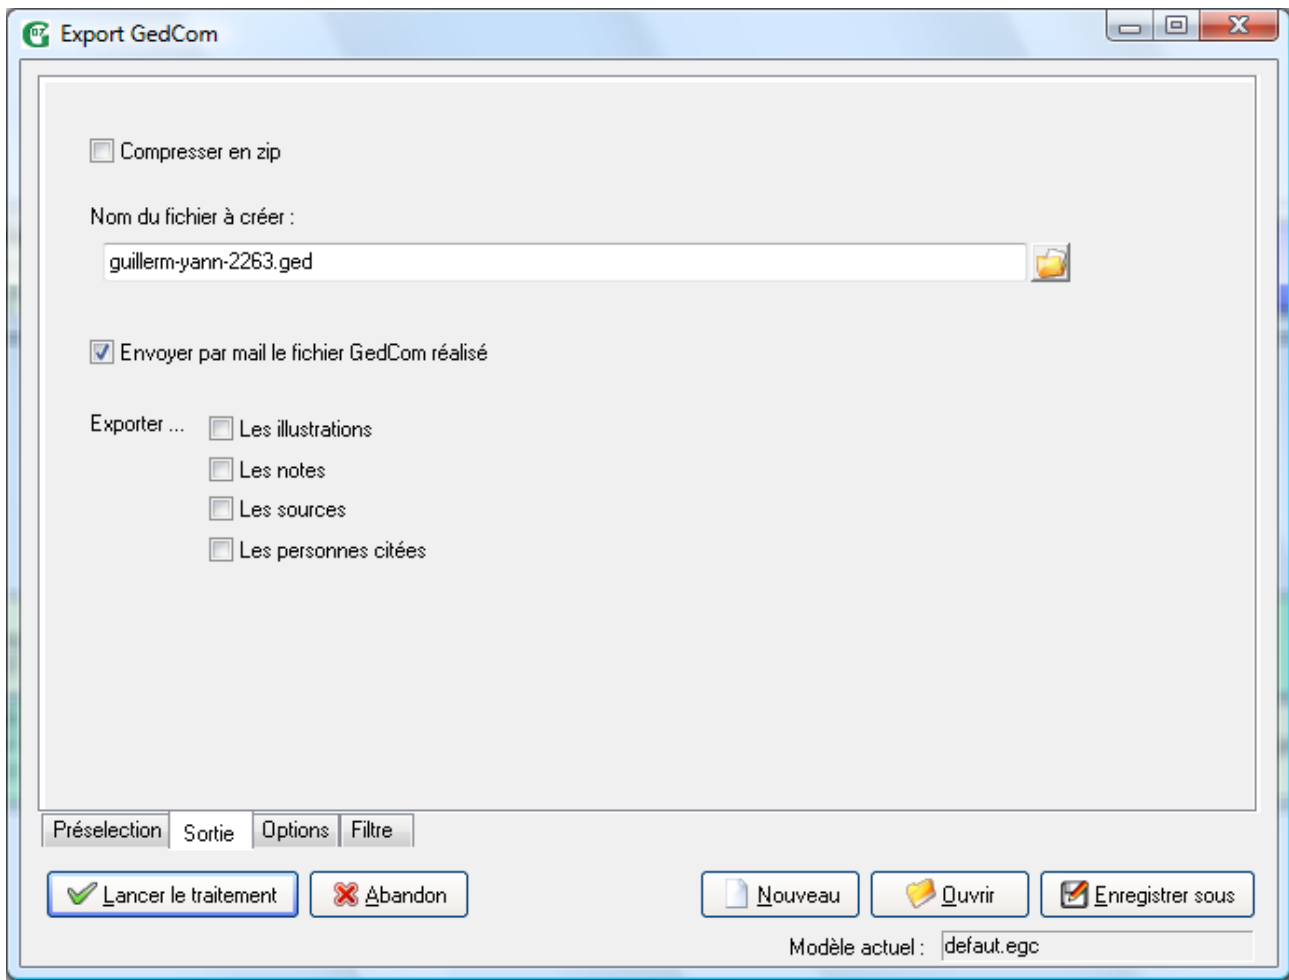 Export GedCom
Compresser en zip
Nom du fichier à créer :
guillerm-yann-2263.ged
Envoyer par mail le fichier GedCom réalisé
Exporter ...
Les illustrations
Les notes
Les sources
Les personnes citées
Préselection Sortie Options Filtre
Lancer le traitement Abandon Nouveau Ouvrir Enregistrer sous
Modèle actuel : defaut.egc